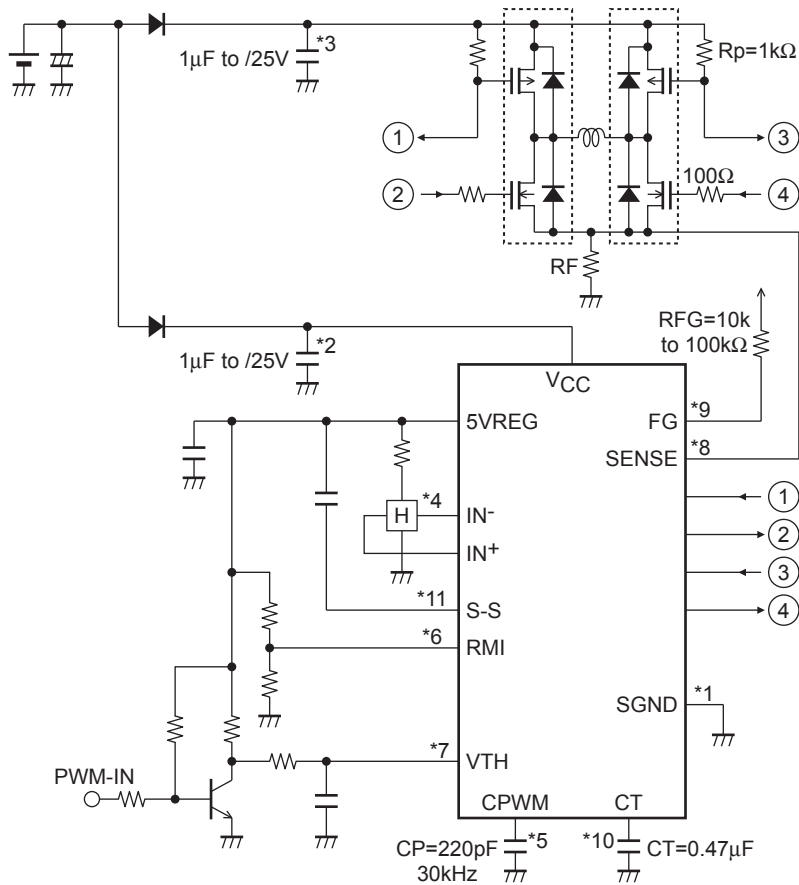 *3
1μF to /25V
Rp=1kΩ
1
3
2
100Ω
4
RF
RFG=10k
to 100kΩ
*2
1μF to /25V
VCC
*9
5VREG
FG
*8
SENSE
*4
H
IN-
1
2
IN+
3
*11
S-S
4
*6
RMI
*1
SGND
*7
VTH
PWM-IN
CPWM
CT
*5
*10
CP=220pF
CT=0.47μF
30kHz